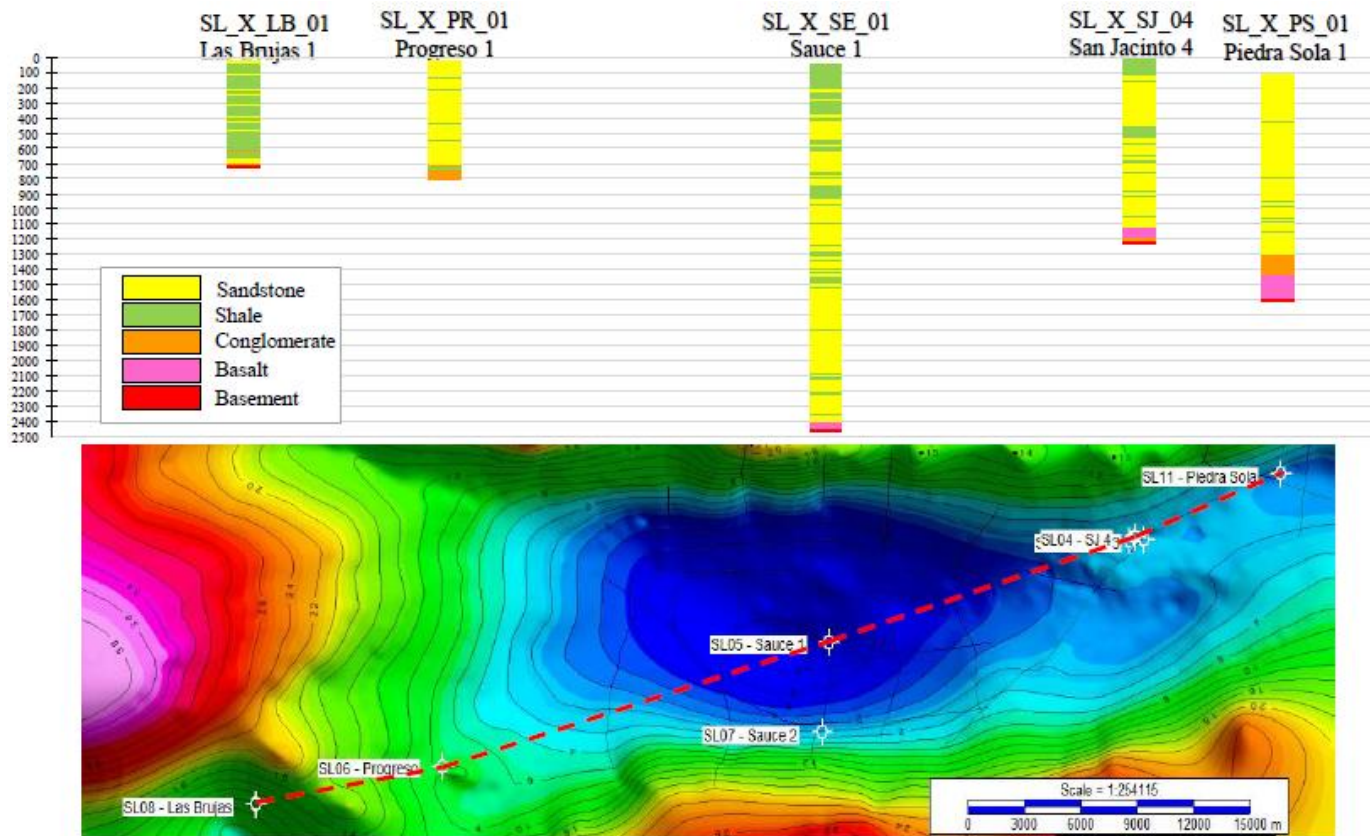 SL_X_LB_01
Las Brujas 1
SL_X_PR_01
Progreso 1
SL_X_SE_01
Sauce 1
SL_X_SJ_04
San Jacinto 4
SL_X_PS_01
Piedra Sola 1
0
100
200
300
400
500
600
700
800
900
1000
1100
1200
1300
1400
1500
1600
1700
1800
1900
2000
2100
2200
2300
2400
2500
Sandstone
Shale
Conglomerate
Basalt
Basement
SL11 - Piedra Sola
SL04 - SJ 4
SL05 - Sauce 1
SL07 - Sauce 2
SL06 - Progreso
SL08 - Las Brujas
Scale = 1:254115
0 3000 6000 9000 12000 15000 m